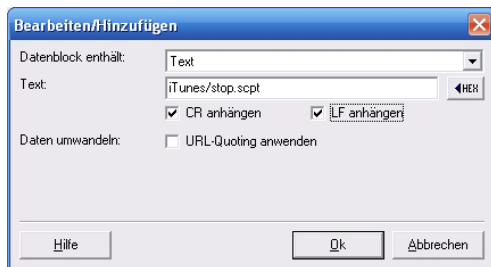 Bearbeiten/Hinzufügen
Datenblock enthält: Text
Text: iTunes/stop.scpt HEX
CR anhängen LF anhängen
Daten umwandeln: URL-Quoting anwenden
Hilfe Ok Abbrechen